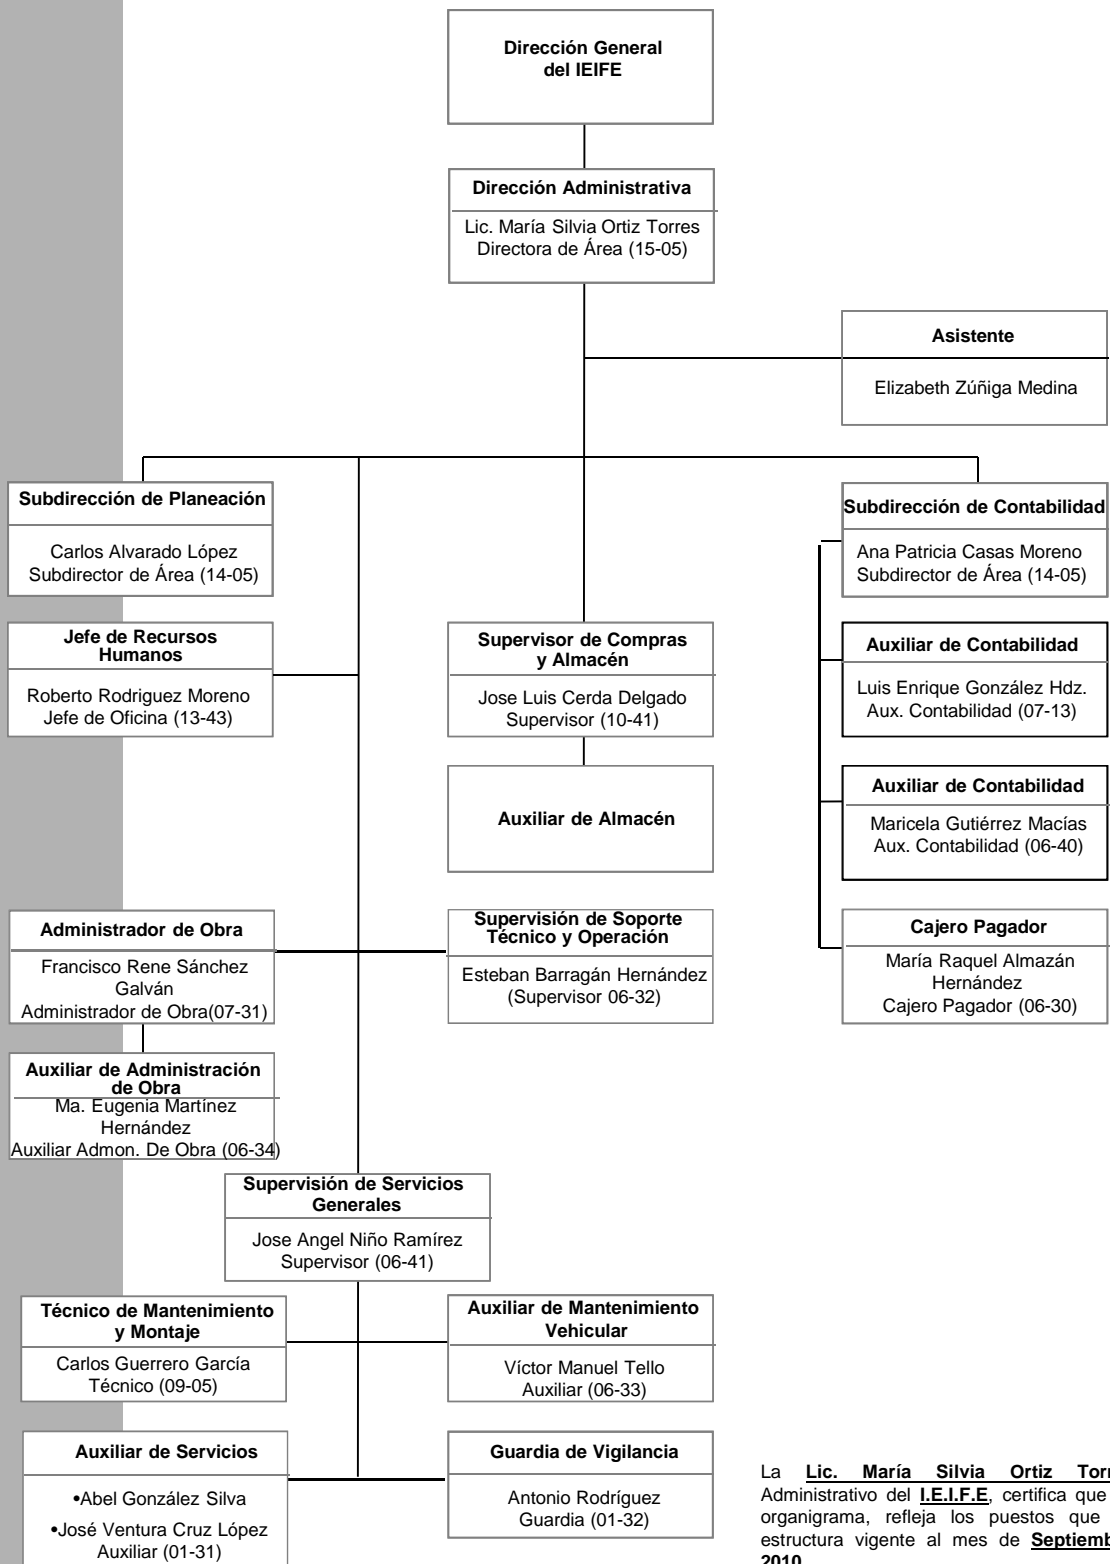 Dirección General
del IEIFE
Dirección Administrativa
Lic. María Silvia Ortiz Torres
Directora de Área (15-05)
Asistente
Elizabeth Zúñiga Medina
Subdirección de Planeación
Carlos Alvarado López
Subdirector de Área (14-05)
Subdirección de Contabilidad
Ana Patricia Casas Moreno
Subdirector de Área (14-05)
Jefe de Recursos
Humanos
Roberto Rodriguez Moreno
Jefe de Oficina (13-43)
Supervisor de Compras
y Almacén
Jose Luis Cerda Delgado
Supervisor (10-41)
Auxiliar de Contabilidad
Luis Enrique González Hdz.
Aux. Contabilidad (07-13)
Auxiliar de Almacén
Auxiliar de Contabilidad
Maricela Gutiérrez Macías
Aux. Contabilidad (06-40)
Administrador de Obra
Francisco Rene Sánchez
Galván
Administrador de Obra(07-31)
Supervisión de Soporte
Técnico y Operación
Esteban Barragán Hernández
(Supervisor 06-32)
Cajero Pagador
María Raquel Almazán
Hernández
Cajero Pagador (06-30)
Auxiliar de Administración
de Obra
Ma. Eugenia Martínez
Hernández
Auxiliar Admon. De Obra (06-34)
Supervisión de Servicios
Generales
Jose Angel Niño Ramírez
Supervisor (06-41)
Técnico de Mantenimiento
y Montaje
Carlos Guerrero García
Técnico (09-05)
Auxiliar de Mantenimiento
Vehicular
Víctor Manuel Tello
Auxiliar (06-33)
Auxiliar de Servicios
•Abel González Silva
•José Ventura Cruz López
Auxiliar (01-31)
Guardia de Vigilancia
Antonio Rodríguez
Guardia (01-32)
La Lic. María Silvia Ortiz Torr
Administrativo del I.E.I.F.E, certifica que
organigrama, refleja los puestos que
estructura vigente al mes de Septiemb
2010